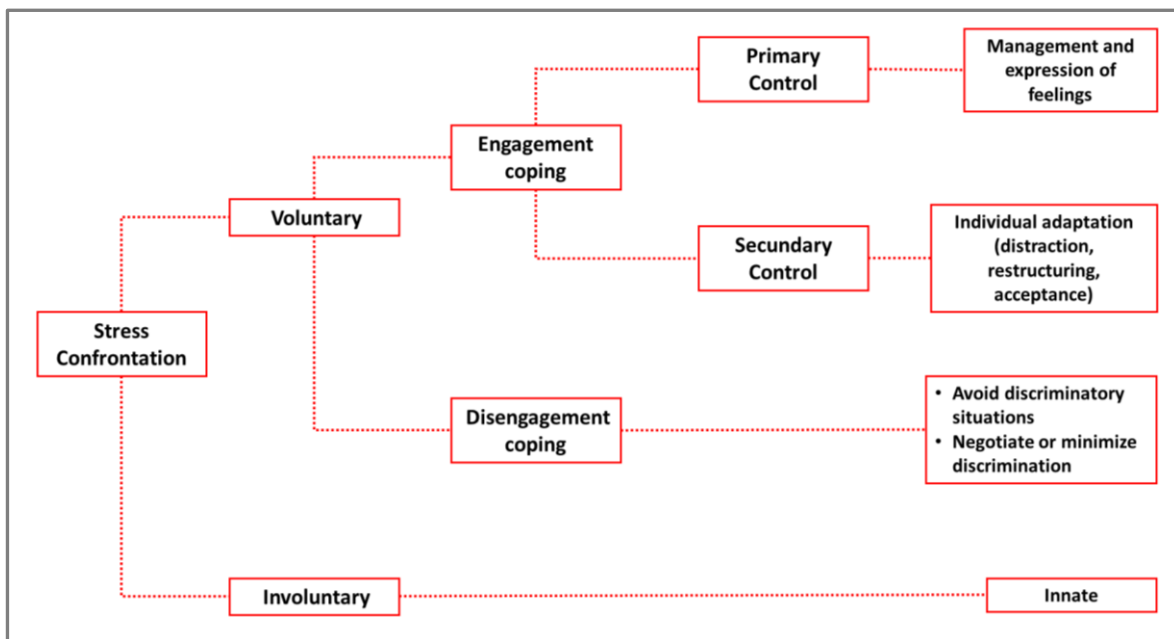 Primary
Control
Management and
expression of
feelings
Engagement
coping
Voluntary
Secundary
Control
Individual adaptation
(distraction,
restructuring,
acceptance)
Stress
Confrontation
Disengagement
coping
• Avoid discriminatory
situations
• Negotiate or minimize
discrimination
Involuntary
Innate